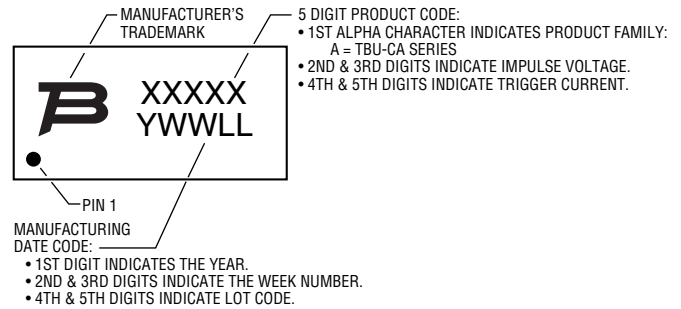 MANUFACTURER'S
TRADEMARK
5 DIGIT PRODUCT CODE:
• 1ST ALPHA CHARACTER INDICATES PRODUCT FAMILY:
A = TBU-CA SERIES
• 2ND & 3RD DIGITS INDICATE IMPULSE VOLTAGE.
• 4TH & 5TH DIGITS INDICATE TRIGGER CURRENT.
XXXXX
YWWLL
PIN 1
MANUFACTURING
DATE CODE:
• 1ST DIGIT INDICATES THE YEAR.
• 2ND & 3RD DIGITS INDICATE THE WEEK NUMBER.
• 4TH & 5TH DIGITS INDICATE LOT CODE.